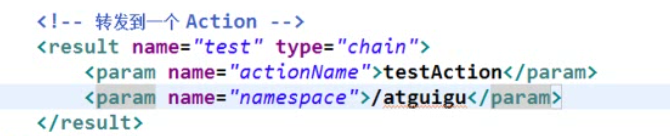 <!-- 转发到一个 Action -->
<result name="test" type="chain">
<param name="actionName">testAction</param>
<param name="namespace">/atguigu</param>
</result>